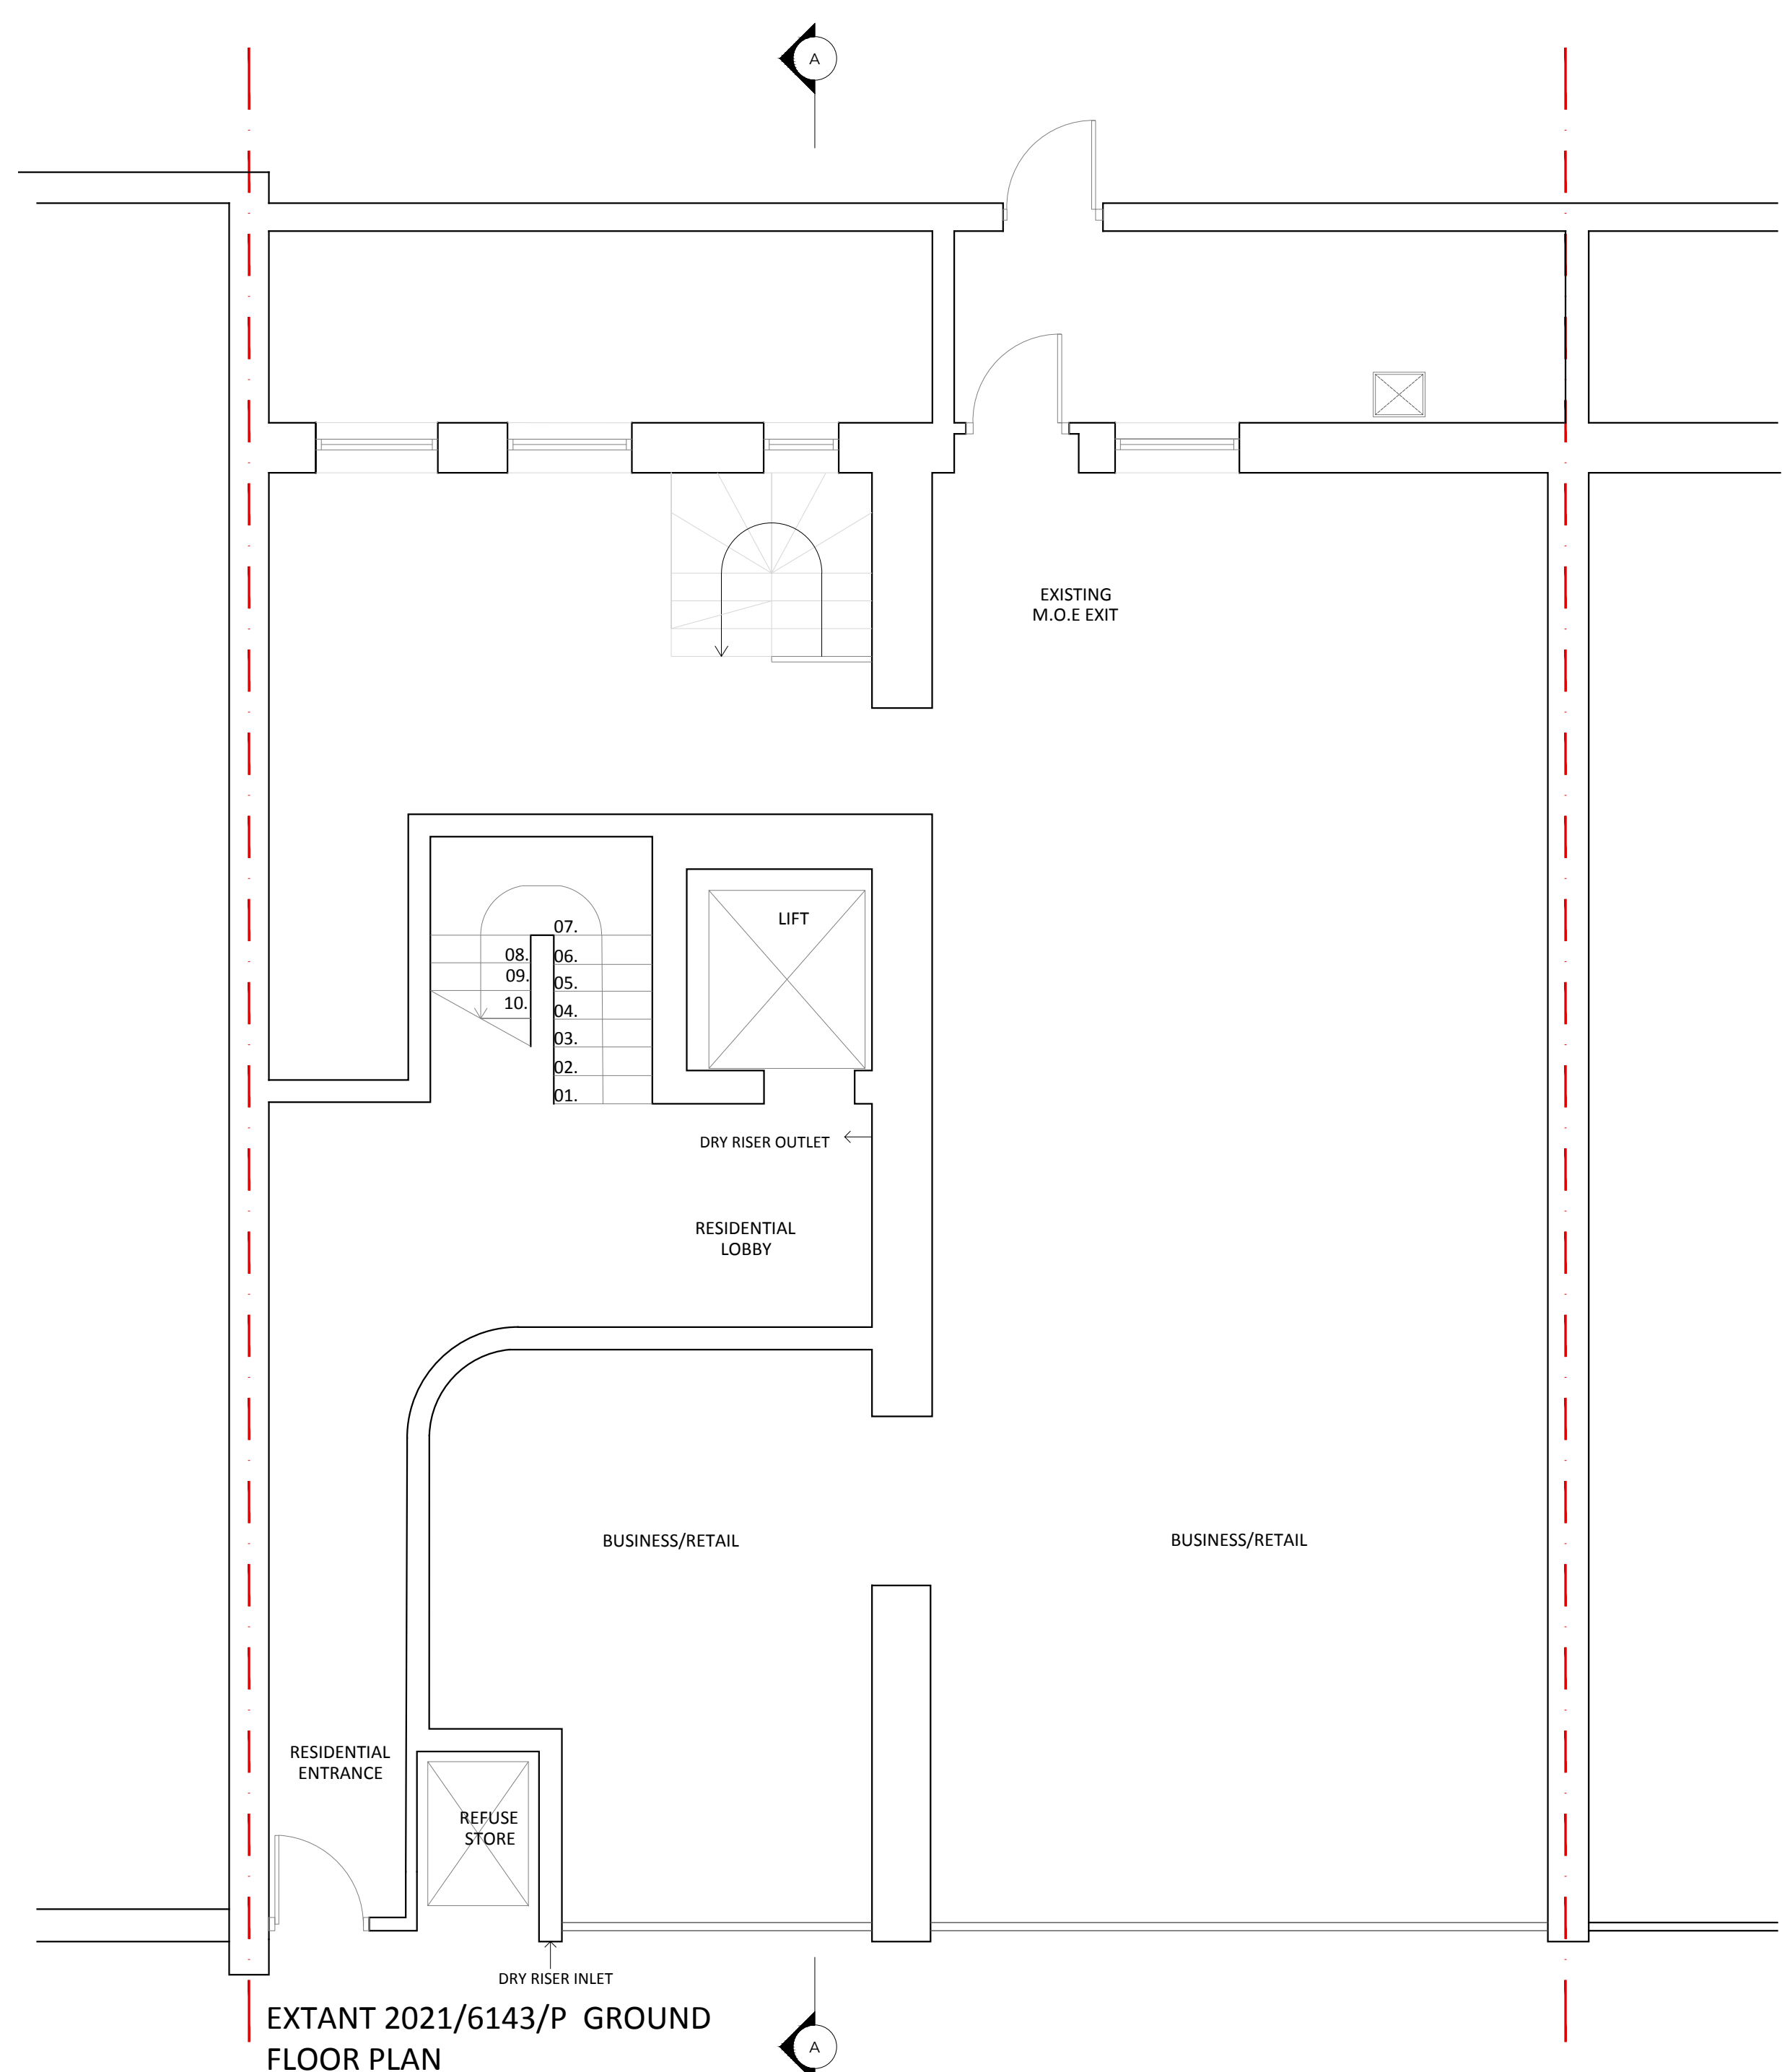 A
EXISTING
M.O.E EXIT
LIFT
07.
08.
06.
09.
05.
10.
04.
03.
02.
01.
DRY RISER OUTLET
RESIDENTIAL
LOBBY
BUSINESS/RETAIL
BUSINESS/RETAIL
RESIDENTIAL
ENTRANCE
REFUSE
STORE
DRY RISER INLET
EXTANT 2021/6143/P GROUND
FLOOR PLAN
A